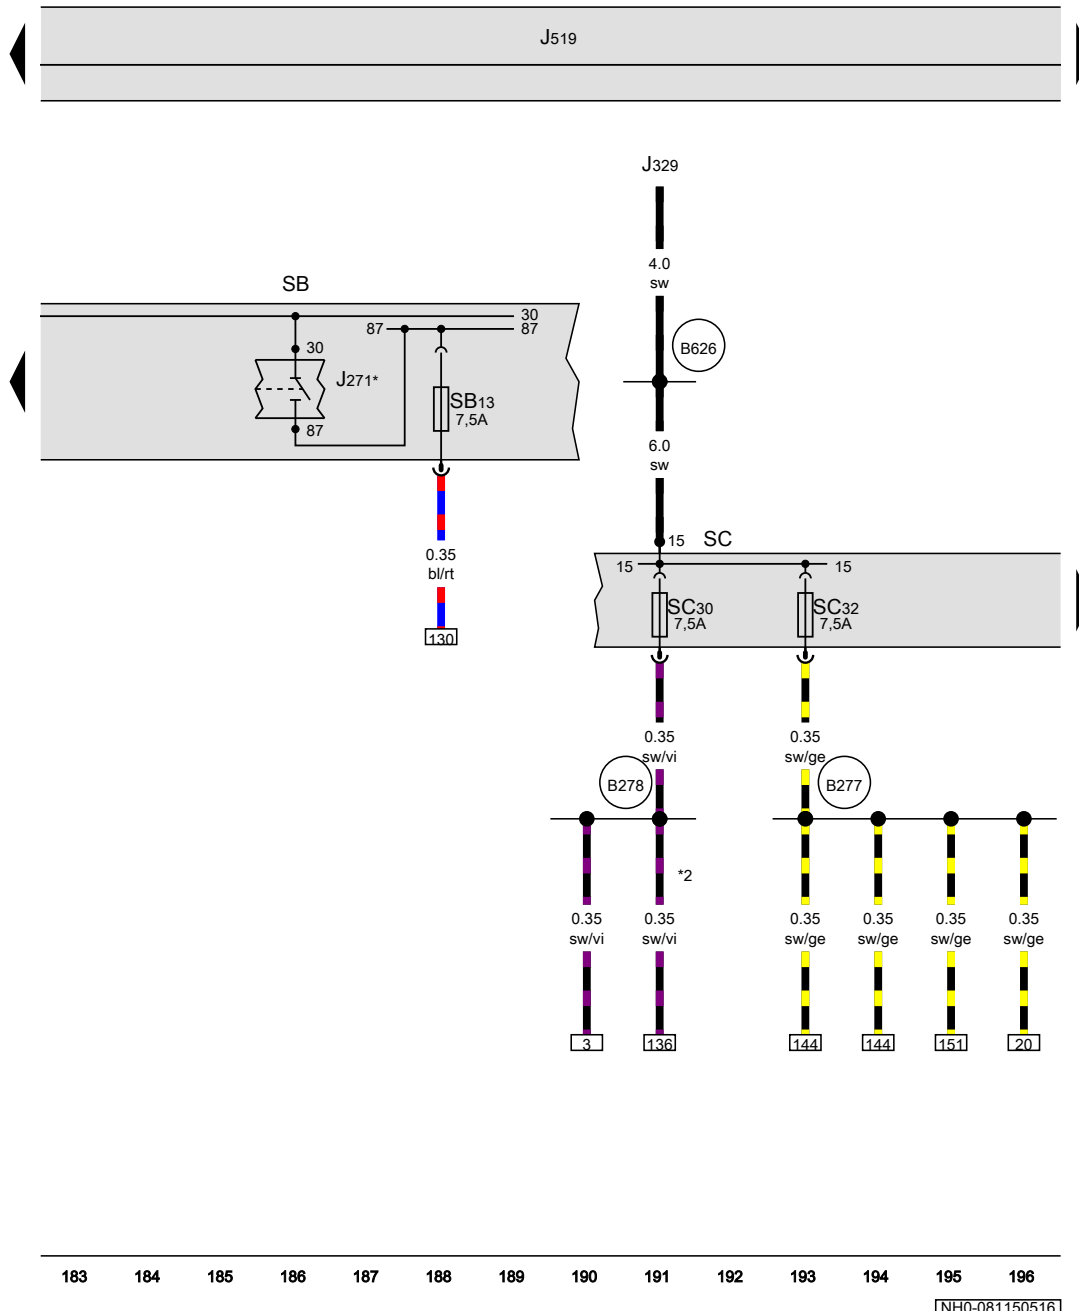 J519
J329
4.0
sw
SB
30
87
87
30
J271*
B626
SB13
7,5A
87
6.0
sw
15
SC
0.35
bl/rt
15
15
SC30
7,5A
SC32
7,5A
130
0.35
sw/vi
0.35
sw/ge
B278
B277
*2
0.35
sw/vi
0.35
sw/vi
0.35
sw/ge
0.35
sw/ge
0.35
sw/ge
0.35
sw/ge
3
136
144
144
151
20
183 184 185 186 187 188 189 190 191 192 193 194 195 196
NH0-081150516